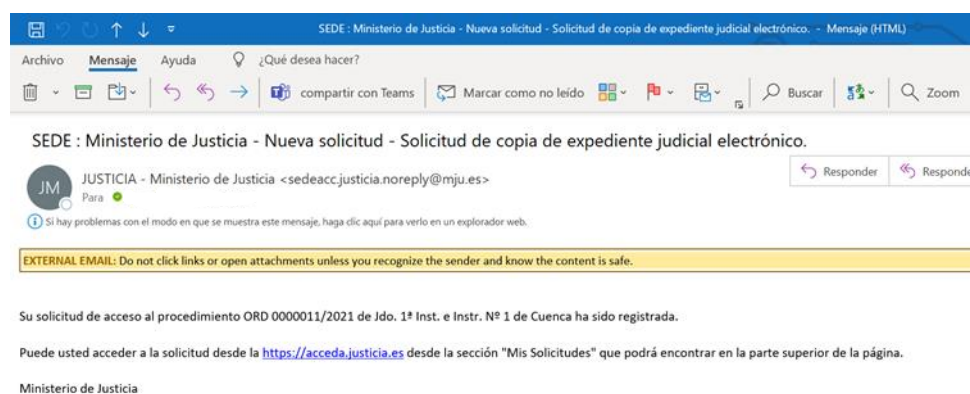 SEDE : Ministerio de Justicia - Nueva solicitud - Solicitud de copia de expediente judicial electrónico. - Mensaje (HTML)
Archivo Mensaje Ayuda ¿Qué desea hacer?
compartir con Teams Marcar como no leído Buscar Zoom
SEDE : Ministerio de Justicia - Nueva solicitud - Solicitud de copia de expediente judicial electrónico.
JM JUSTICIA - Ministerio de Justicia <sedeacc.justicia.noreply@mju.es> Responder Responde
Para
Si hay problemas con el modo en que se muestra este mensaje, haga clic aquí para verlo en un explorador web.
EXTERNAL EMAIL: Do not click links or open attachments unless you recognize the sender and know the content is safe.
Su solicitud de acceso al procedimiento ORD 0000011/2021 de Jdo. 1ª Inst. e Instr. Nº 1 de Cuenca ha sido registrada.
Puede usted acceder a la solicitud desde la https://acceda.justicia.es desde la sección "Mis Solicitudes" que podrá encontrar en la parte superior de la página.
Ministerio de Justicia